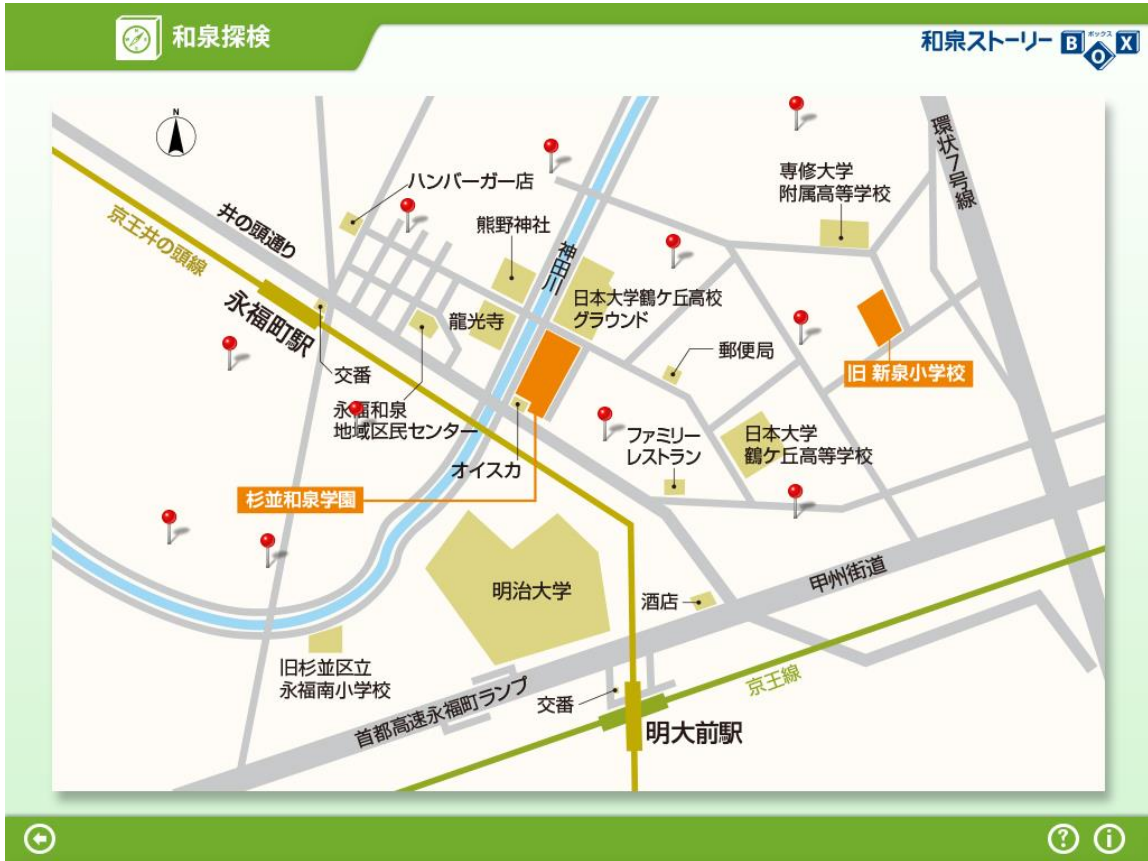 和泉探検
和泉ストーリー BOX
ボックス
N
環状7号線
専修大学
附属高等学校
ハンバーガー店
井の頭通り
京王井の頭線
熊野神社
神田川
日本大学鶴ケ丘高校
グラウンド
永福町駅
龍光寺
郵便局
旧 新泉小学校
交番
永福和泉
地域区民センター
ファミリー
レストラン
日本大学
鶴ケ丘高等学校
オイスカ
杉並和泉学園
甲州街道
明治大学
酒店
旧杉並区立
永福南小学校
京王線
首都高速永福町ランプ
交番
明大前駅
?
i